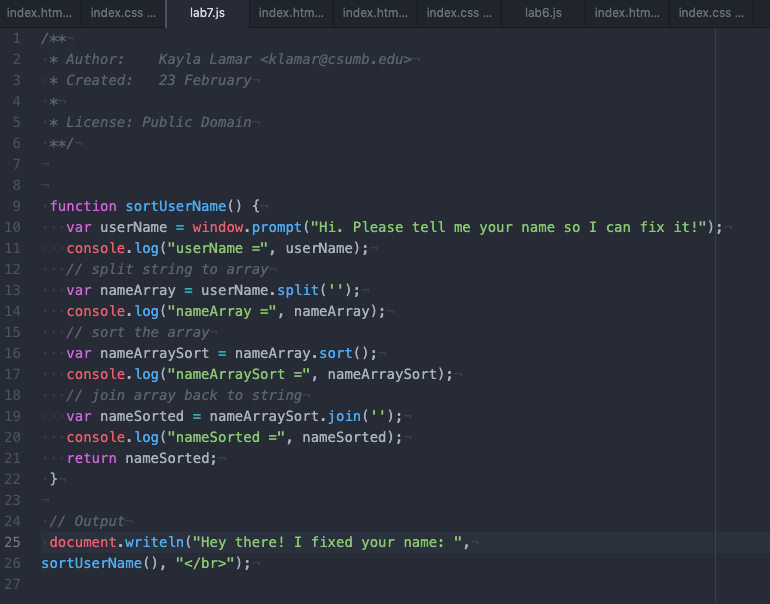 index.htm... index.css ... lab7.js index.htm... index.htm... index.css ... lab6.js index.htm... index.css ...
1 /**¬
2 ·* Author:    Kayla Lamar <klamar@csumb.edu>¬
3 ·* Created:   23 February¬
4 ·*¬
5 ·* License: Public Domain¬
6 ·**/¬
7 ¬
8 ¬
9 ·function sortUserName() {¬
10 ···var userName = window.prompt("Hi. Please tell me your name so I can fix it!");¬
11 ···console.log("userName =", userName);¬
12 ···// split string to array¬
13 ···var nameArray = userName.split('');¬
14 ···console.log("nameArray =", nameArray);¬
15 ···// sort the array¬
16 ···var nameArraySort = nameArray.sort();¬
17 ···console.log("nameArraySort =", nameArraySort);¬
18 ···// join array back to string¬
19 ···var nameSorted = nameArraySort.join('');¬
20 ···console.log("nameSorted =", nameSorted);¬
21 ···return nameSorted;¬
22 ·}¬
23 ¬
24 ·// Output¬
25 ·document.writeln("Hey there! I fixed your name: ",¬
26 sortUserName(), "</br>");¬
27